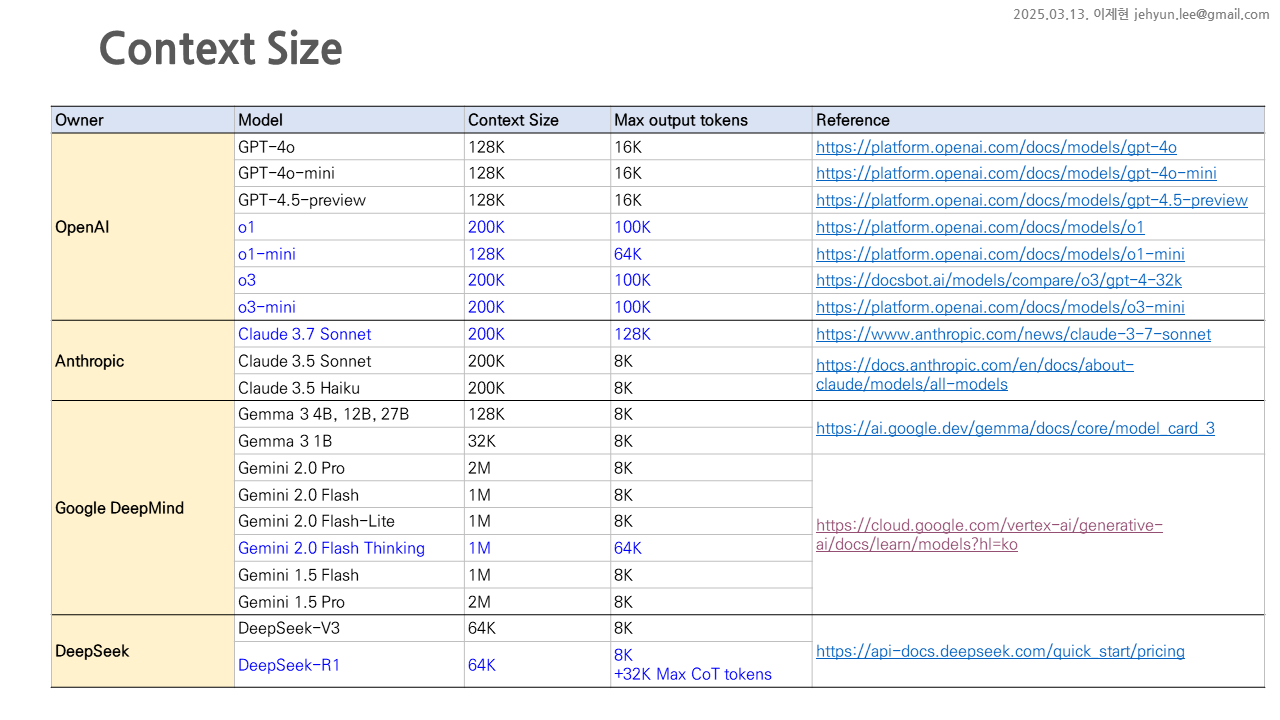 2025.03.13. 이제현 jehyun.lee@gmail.com
Context Size
Owner Model Context Size Max output tokens Reference
OpenAI
GPT-4o 128K 16K https://platform.openai.com/docs/models/gpt-4o
GPT-4o-mini 128K 16K https://platform.openai.com/docs/models/gpt-4o-mini
GPT-4.5-preview 128K 16K https://platform.openai.com/docs/models/gpt-4.5-preview
o1 200K 100K https://platform.openai.com/docs/models/o1
o1-mini 128K 64K https://platform.openai.com/docs/models/o1-mini
o3 200K 100K https://docsbot.ai/models/compare/o3/gpt-4-32k
o3-mini 200K 100K https://platform.openai.com/docs/models/o3-mini
Anthropic
Claude 3.7 Sonnet 200K 128K https://www.anthropic.com/news/claude-3-7-sonnet
Claude 3.5 Sonnet 200K 8K
Claude 3.5 Haiku 200K 8K
https://docs.anthropic.com/en/docs/about-
claude/models/all-models
Google DeepMind
Gemma 3 4B, 12B, 27B 128K 8K
Gemma 3 1B 32K 8K
https://ai.google.dev/gemma/docs/core/model_card_3
Gemini 2.0 Pro 2M 8K
Gemini 2.0 Flash 1M 8K
Gemini 2.0 Flash-Lite 1M 8K
Gemini 2.0 Flash Thinking 1M 64K
Gemini 1.5 Flash 1M 8K
Gemini 1.5 Pro 2M 8K
https://cloud.google.com/vertex-ai/generative-
ai/docs/learn/models?hl=ko
DeepSeek
DeepSeek-V3 64K 8K
DeepSeek-R1 64K 8K
+32K Max CoT tokens
https://api-docs.deepseek.com/quick_start/pricing